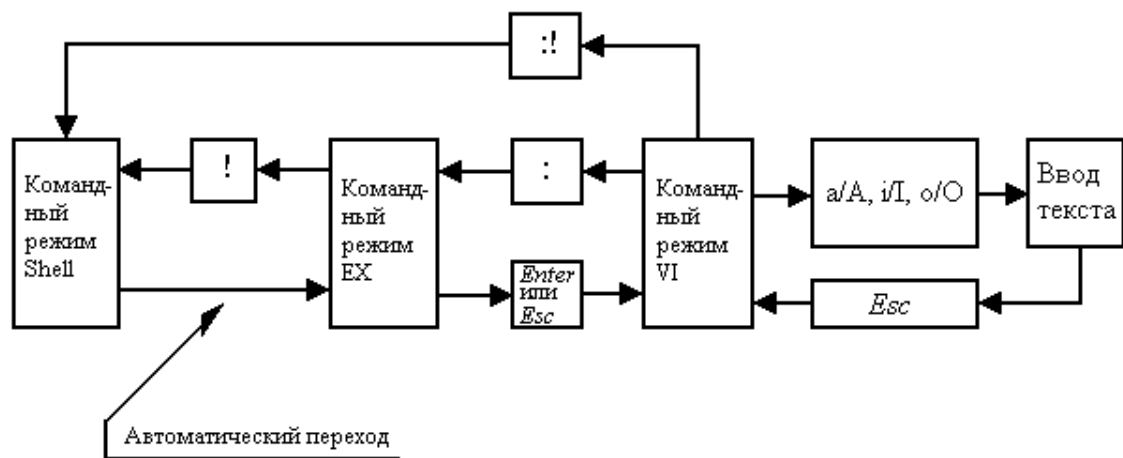 :!
Команд-
ный
режим
Shell
!
Команд-
ный
режим
EX
:
Enter
или
Esc
Команд-
ный
режим
VI
a/A, i/I, o/O
Ввод
текста
Esc
Автоматический переход